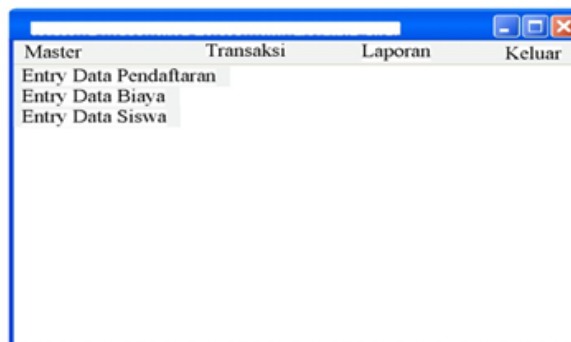 Master Transaksi Laporan Keluar
Entry Data Pendaftaran
Entry Data Biaya
Entry Data Siswa